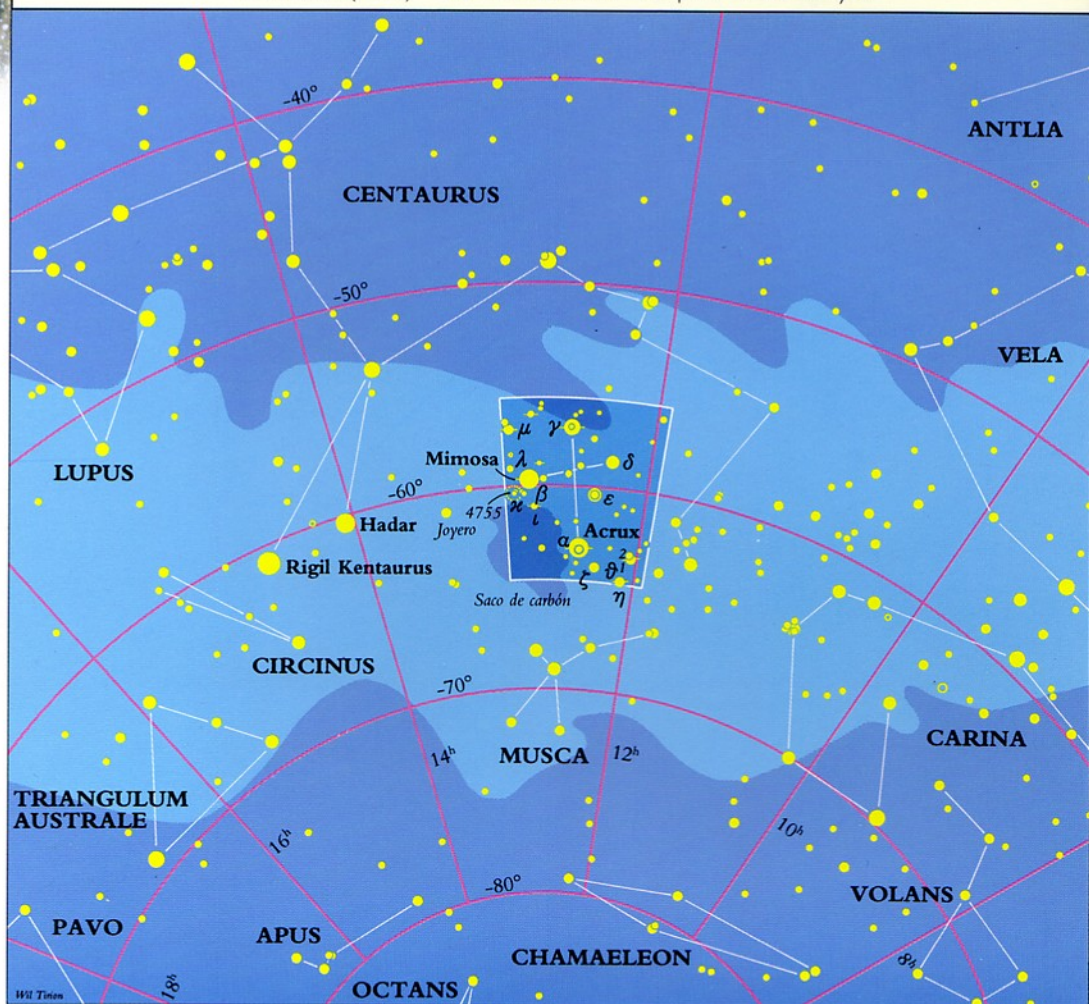 -40°
ANTLIA
CENTAURUS
-50°
VELA
μ
γ
LUPUS
Mimosa
λ
δ
-60°
4755
ϰ
β
ε
ι
Hadar
Joyero
Acrux
α
Rigil Kentaurus
2
ϑ1
ζ
η
Saco de carbón
CIRCINUS
-70°
CARINA
14h
MUSCA
12h
TRIANGULUM
AUSTRALE
16h
10h
-80°
VOLANS
PAVO
APUS
CHAMAELEON
8h
18h
OCTANS
Wil Tirion